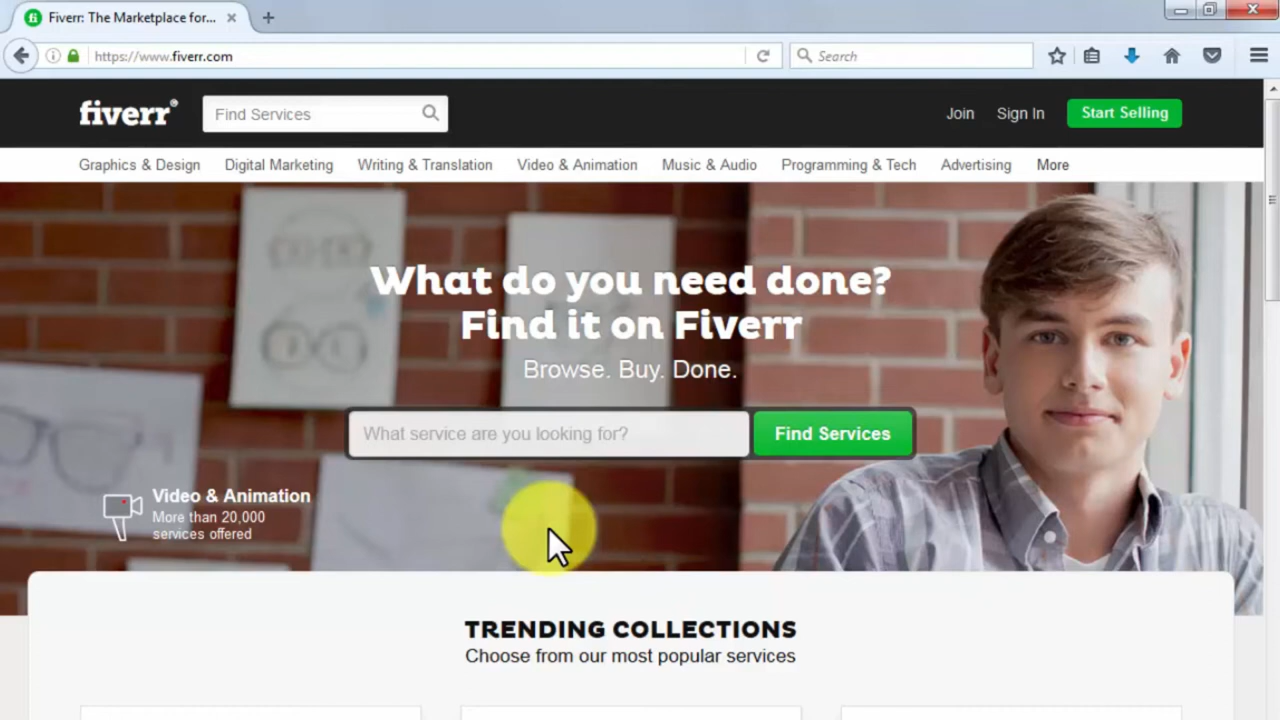 Fiverr: The Marketplace for...
https://www.fiverr.com
Search
fiverr®
Find Services
Join
Sign In
Start Selling
Graphics & Design
Digital Marketing
Writing & Translation
Video & Animation
Music & Audio
Programming & Tech
Advertising
More
What do you need done?
Find it on Fiverr
Browse. Buy. Done.
What service are you looking for?
Find Services
Video & Animation
More than 20,000
services offered
TRENDING COLLECTIONS
Choose from our most popular services